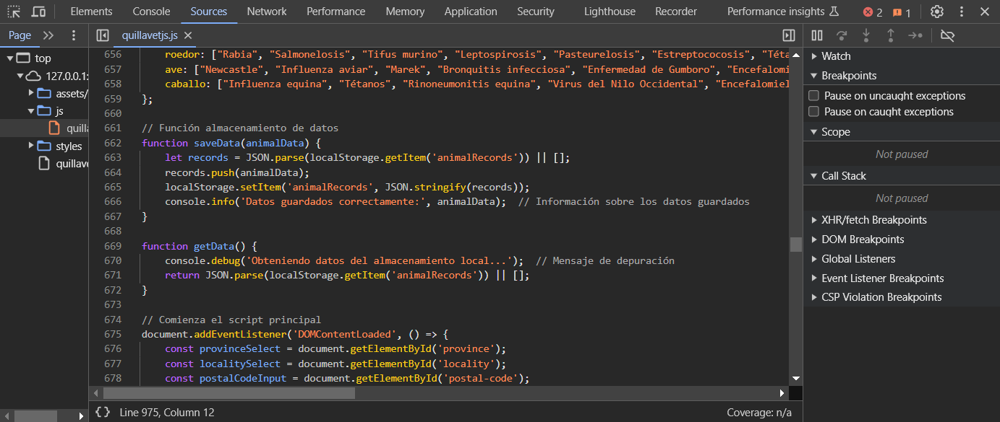 Elements Console Sources Network Performance Memory Application Security Lighthouse Recorder Performance insights 2 1
Page quillavetjs.js
top
127.0.0.1:
assets/
js
quilla
styles
quillave
656 roedor: ["Rabia", "Salmonelosis", "Tifus murino", "Leptospirosis", "Pasteurelosis", "Estreptococosis", "Téta
657 ave: ["Newcastle", "Influenza aviar", "Marek", "Bronquitis infecciosa", "Enfermedad de Gumboro", "Encefalomi
658 caballo: ["Influenza equina", "Tétanos", "Rinoneumonitis equina", "Virus del Nilo Occidental", "Encefalomiel
659 };
660
661 // Función almacenamiento de datos
662 function saveData(animalData) {
663 let records = JSON.parse(localStorage.getItem('animalRecords')) || [];
664 records.push(animalData);
665 localStorage.setItem('animalRecords', JSON.stringify(records));
666 console.info('Datos guardados correctamente:', animalData); // Información sobre los datos guardados
667 }
668
669 function getData() {
670 console.debug('Obteniendo datos del almacenamiento local...'); // Mensaje de depuración
671 return JSON.parse(localStorage.getItem('animalRecords')) || [];
672 }
673
674 // Comienza el script principal
675 document.addEventListener('DOMContentLoaded', () => {
676 const provinceSelect = document.getElementById('province');
677 const localitySelect = document.getElementById('locality');
678 const postalCodeInput = document.getElementById('postal-code');
{} Line 975, Column 12 Coverage: n/a
Watch
Breakpoints
Pause on uncaught exceptions
Pause on caught exceptions
Scope
Not paused
Call Stack
Not paused
XHR/fetch Breakpoints
DOM Breakpoints
Global Listeners
Event Listener Breakpoints
CSP Violation Breakpoints